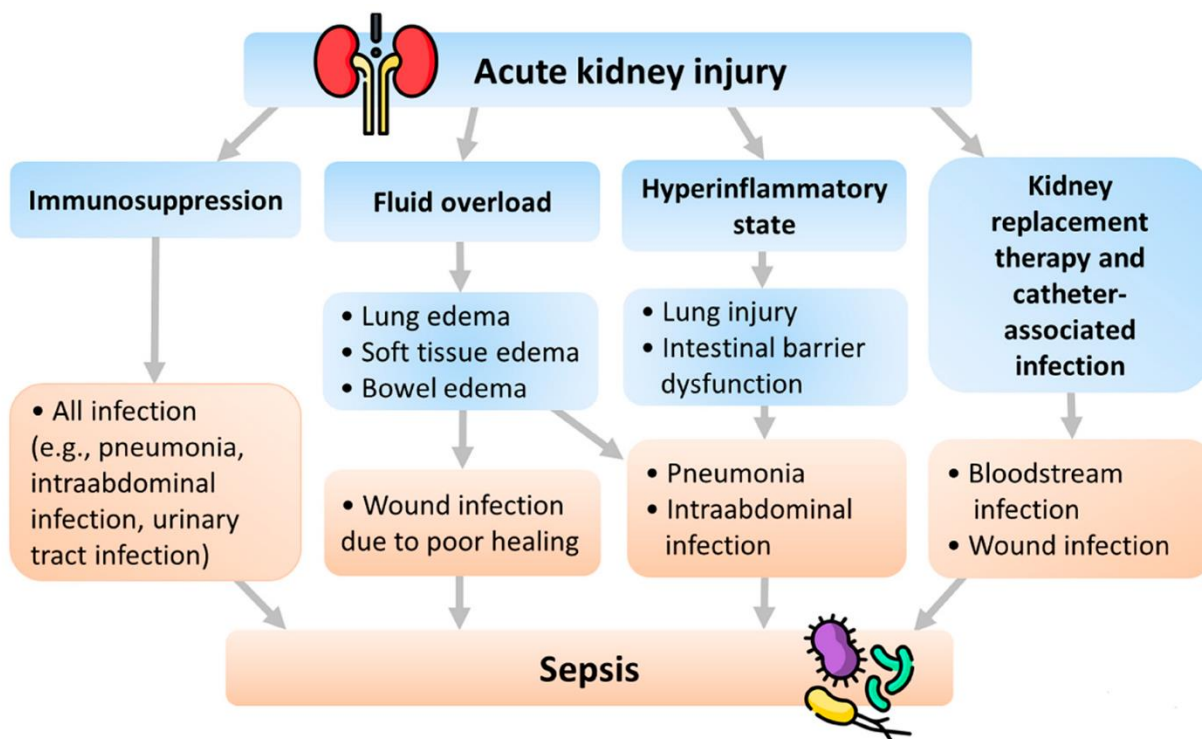 Acute kidney injury
Immunosuppression
Fluid overload
Hyperinflammatory
state
Kidney
replacement
therapy and
catheter-
associated
infection
• Lung edema
• Soft tissue edema
• Bowel edema
• Lung injury
• Intestinal barrier
dysfunction
• All infection
(e.g., pneumonia,
intraabdominal
infection, urinary
tract infection)
• Wound infection
due to poor healing
• Pneumonia
• Intraabdominal
infection
• Bloodstream
infection
• Wound infection
Sepsis